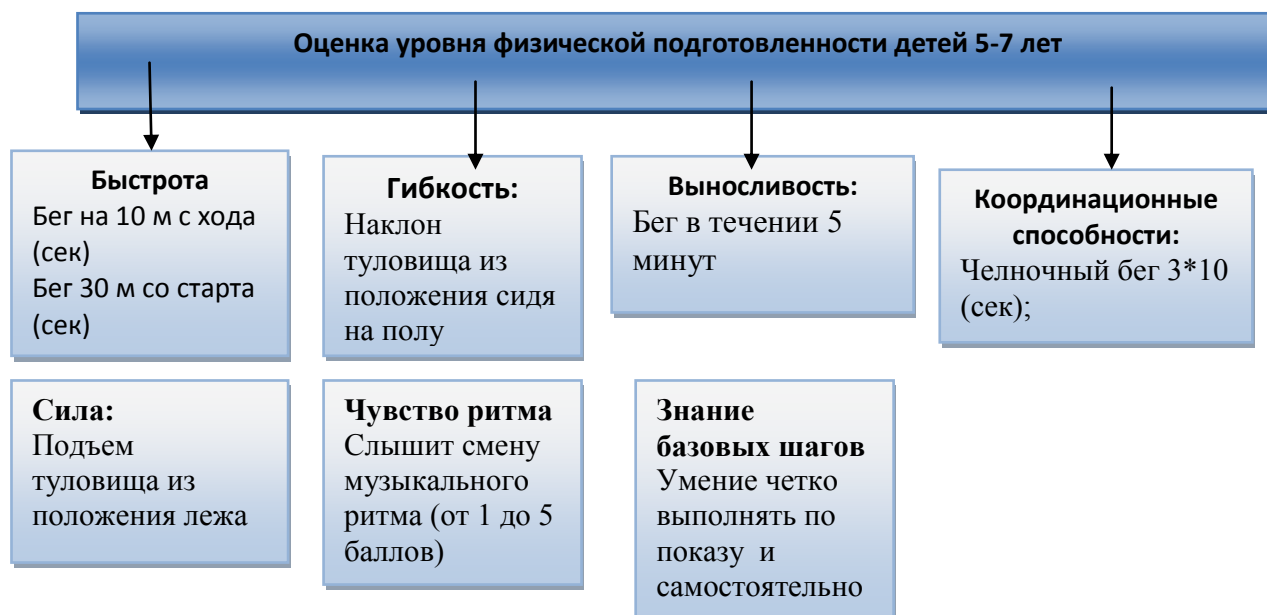 Оценка уровня физической подготовленности детей 5-7 лет
Быстрота
Бег на 10 м с хода
(сек)
Бег 30 м со старта
(сек)
Гибкость:
Наклон
туловища из
положения сидя
на полу
Выносливость:
Бег в течении 5
минут
Координационные
способности:
Челночный бег 3*10
(сек);
Сила:
Подъем
туловища из
положения лежа
Чувство ритма
Слышит смену
музыкального
ритма (от 1 до 5
баллов)
Знание
базовых шагов
Умение четко
выполнять по
показу и
самостоятельно